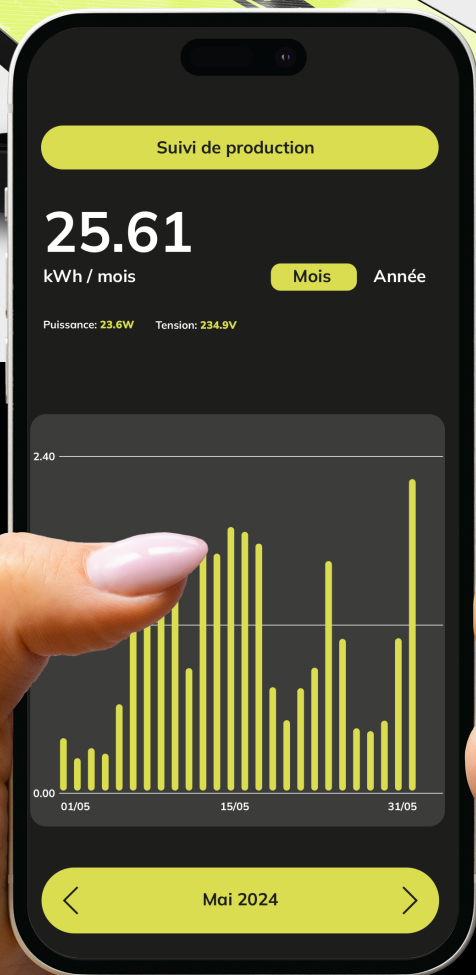 Suivi de production
25.61
kWh / mois
Mois Année
Puissance: 23.6W Tension: 234.9V
2.40
0.00
01/05 15/05 31/05
Mai 2024